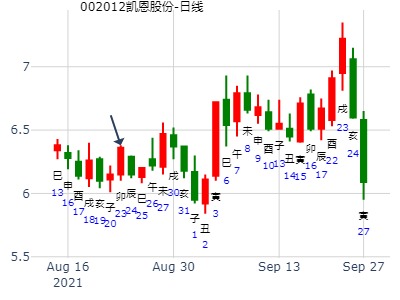 002012凯恩股份-日线
7
6.5
6
5.5
巳
13
申
16
酉
17
戌
18
亥
19
子
20
卯
23
辰
24
巳
25
午
26
未
27
戌
30
亥
31
子
1
丑
2
寅
3
巳
6
午
7
未
8
申
9
酉
10
子
13
丑
14
寅
15
卯
16
辰
17
酉
22
戌
23
亥
24
寅
27
Aug 16
2021
Aug 30
Sep 13
Sep 27